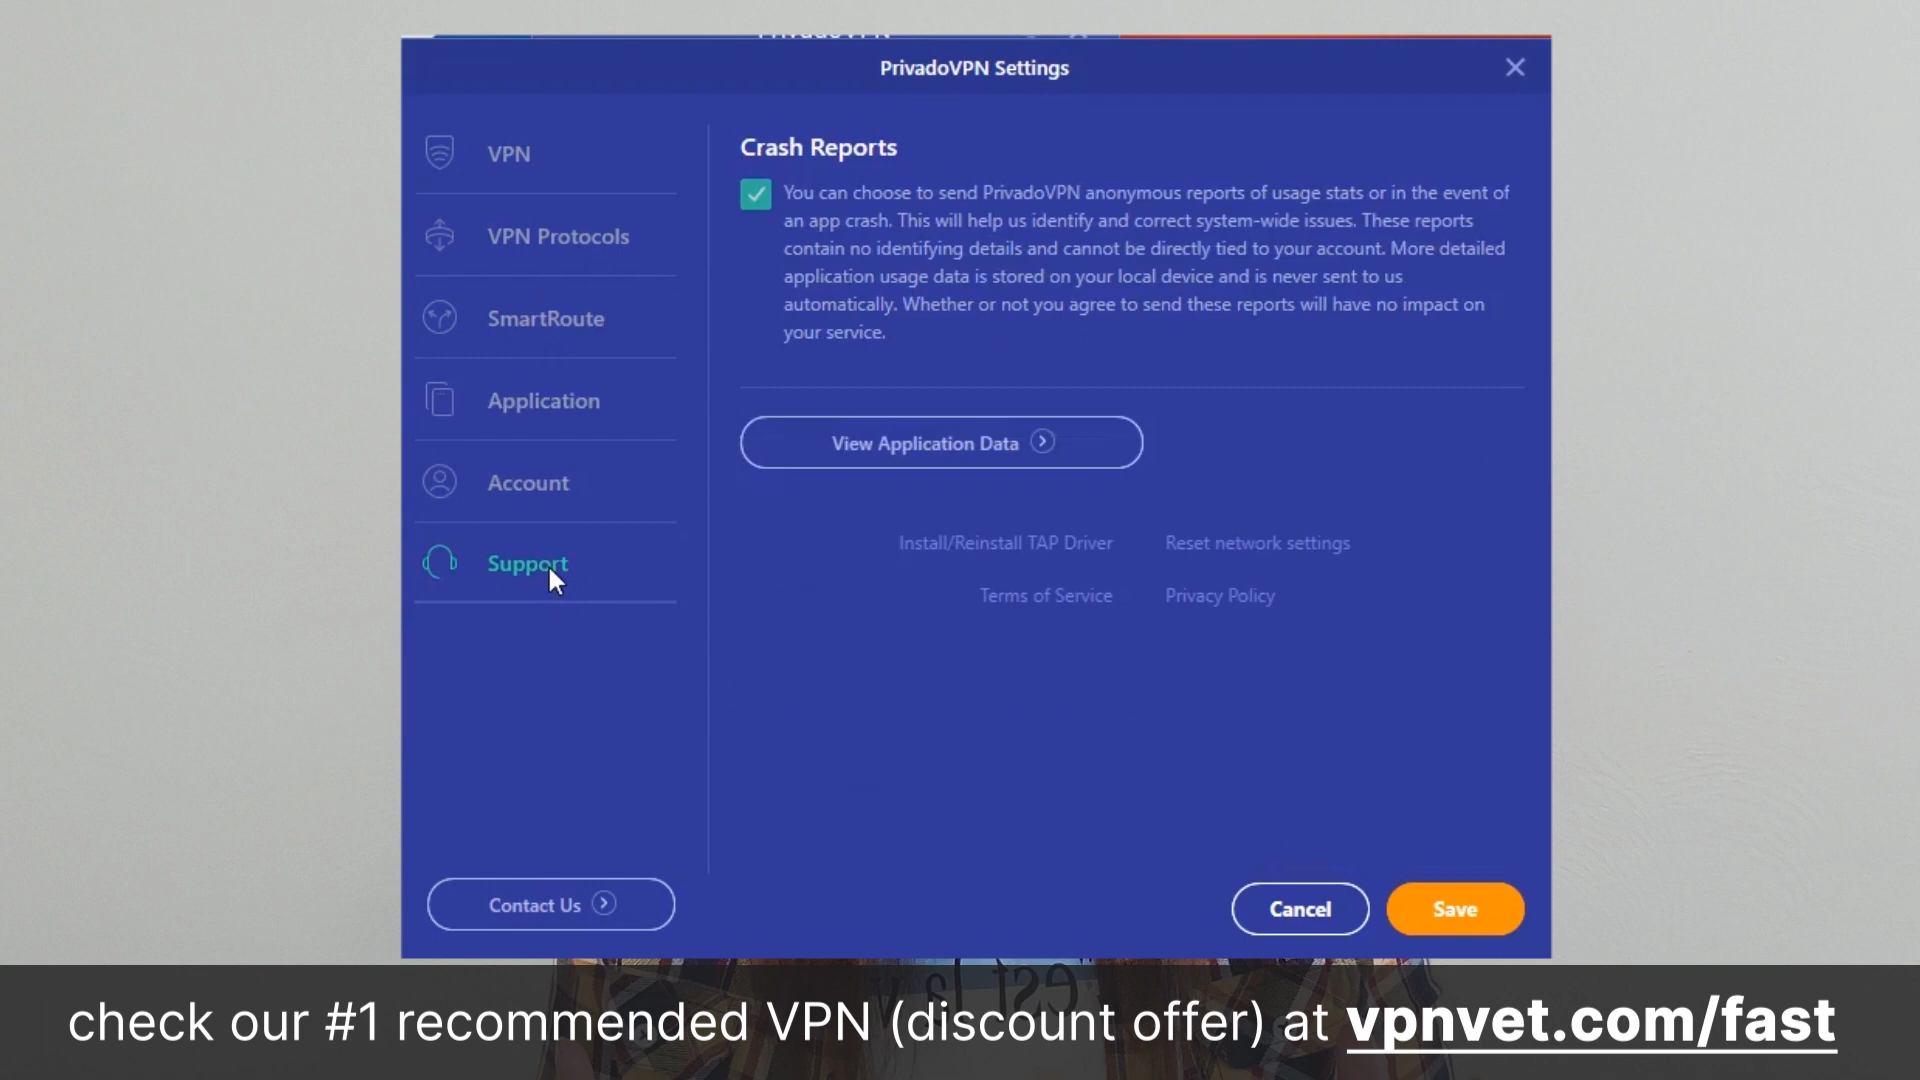 PrivadoVPN
PrivadoVPN Settings
VPN
VPN Protocols
SmartRoute
Application
Account
Support
Contact Us
Crash Reports
You can choose to send PrivadoVPN anonymous reports of usage stats or in the event of
an app crash. This will help us identify and correct system-wide issues. These reports
contain no identifying details and cannot be directly tied to your account. More detailed
application usage data is stored on your local device and is never sent to us
automatically. Whether or not you agree to send these reports will have no impact on
your service.
View Application Data
Install/Reinstall TAP Driver
Reset network settings
Terms of Service
Privacy Policy
Cancel
Save
check our #1 recommended VPN (discount offer) at vpnvet.com/fast